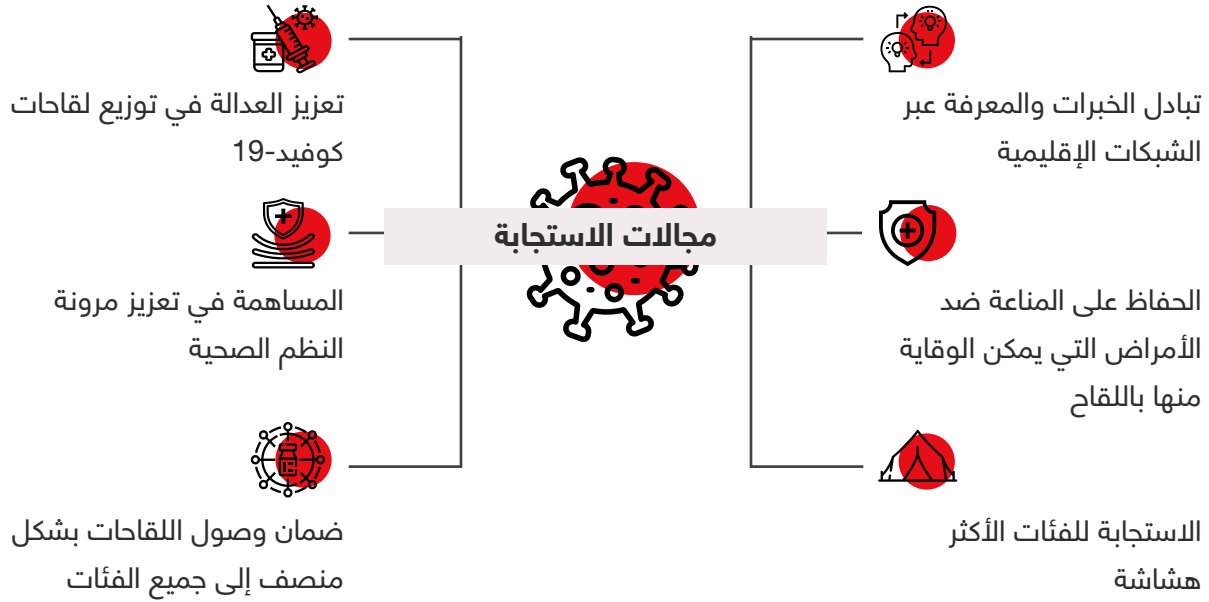 مجالات الاستجابة
تبادل الخبرات والمعرفة عبر
الشبكات الإقليمية
الحفاظ على المناعة ضد
الأمراض التي يمكن الوقاية
منها باللقاح
الاستجابة للفئات الأكثر
هشاشة
تعزيز العدالة في توزيع لقاحات
كوفيد-19
المساهمة في تعزيز مرونة
النظم الصحية
ضمان وصول اللقاحات بشكل
منصف إلى جميع الفئات